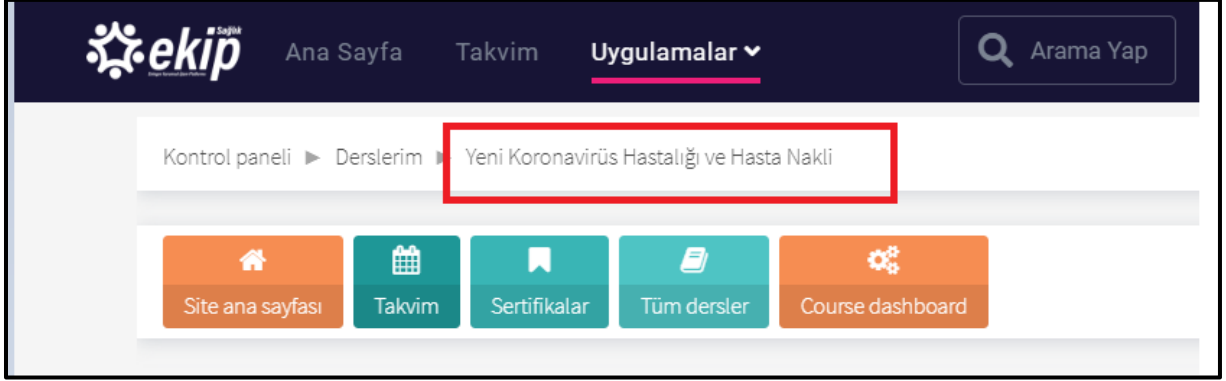 Sağlık
ekip
Ana Sayfa Takvim Uygulamalar Arama Yap
Kontrol paneli ► Derslerim ► Yeni Koronavirüs Hastalığı ve Hasta Nakli
Site ana sayfası Takvim Sertifikalar Tüm dersler Course dashboard